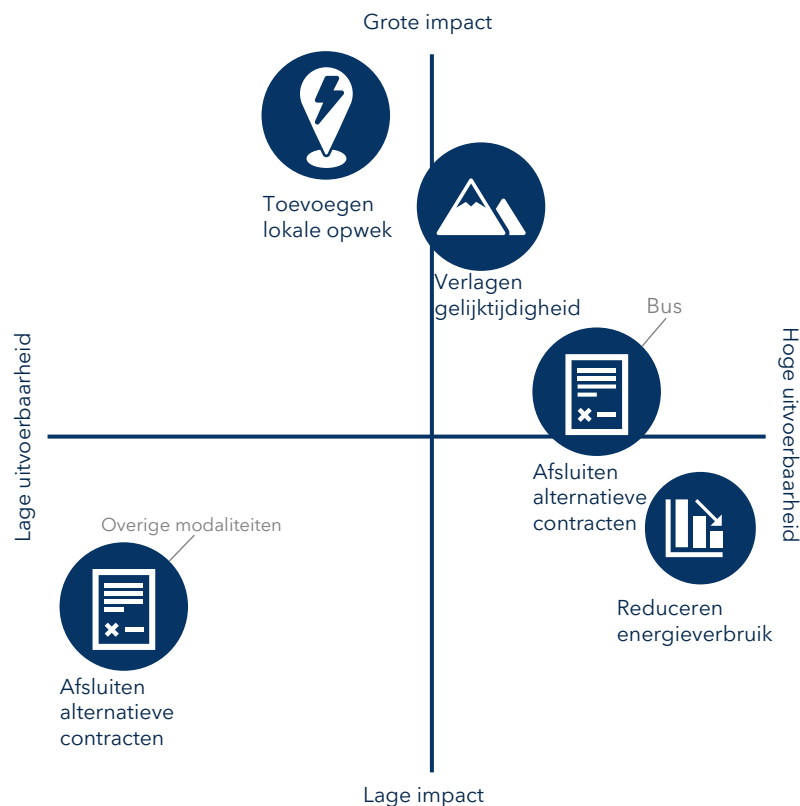 Grote impact
Toevoegen
lokale opwek
Verlagen
gelijktijdigheid
Bus
Lage uitvoerbaarheid
Hoge uitvoerbaarheid
Afsluiten
alternatieve
contracten
Overige modaliteiten
Reduceren
energieverbruik
Afsluiten
alternatieve
contracten
Lage impact